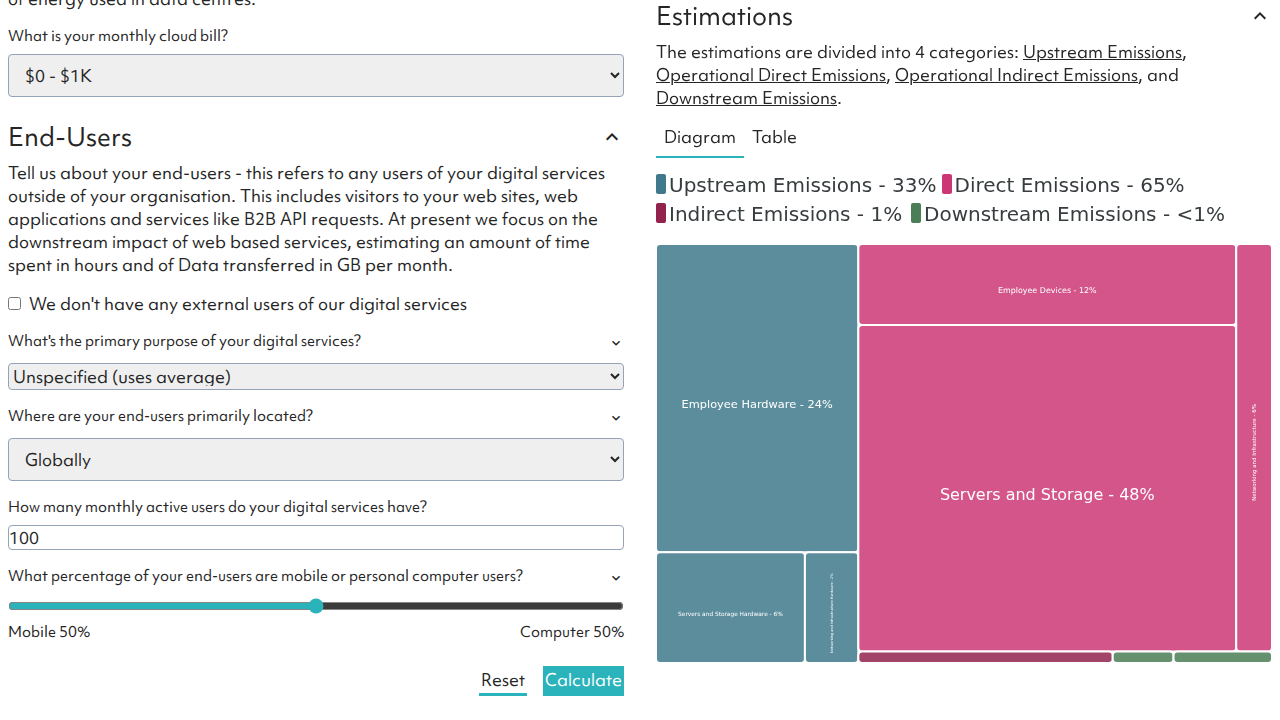 of energy used in data centres.
What is your monthly cloud bill?
$0 - $1K
End-Users
Tell us about your end-users - this refers to any users of your digital services
outside of your organisation. This includes visitors to your web sites, web
applications and services like B2B API requests. At present we focus on the
downstream impact of web based services, estimating an amount of time
spent in hours and of Data transferred in GB per month.
We don't have any external users of our digital services
What's the primary purpose of your digital services?
Unspecified (uses average)
Where are your end-users primarily located?
Globally
How many monthly active users do your digital services have?
100
What percentage of your end-users are mobile or personal computer users?
Mobile 50%
Computer 50%
Reset
Calculate
Estimations
The estimations are divided into 4 categories: Upstream Emissions,
Operational Direct Emissions, Operational Indirect Emissions, and
Downstream Emissions.
Diagram
Table
Upstream Emissions - 33%
Direct Emissions - 65%
Indirect Emissions - 1%
Downstream Emissions - <1%
Employee Hardware - 24%
Servers and Storage Hardware - 6%
Networking and Infrastructure Hardware - 2%
Employee Devices - 12%
Servers and Storage - 48%
Networking and Infrastructure - 6%